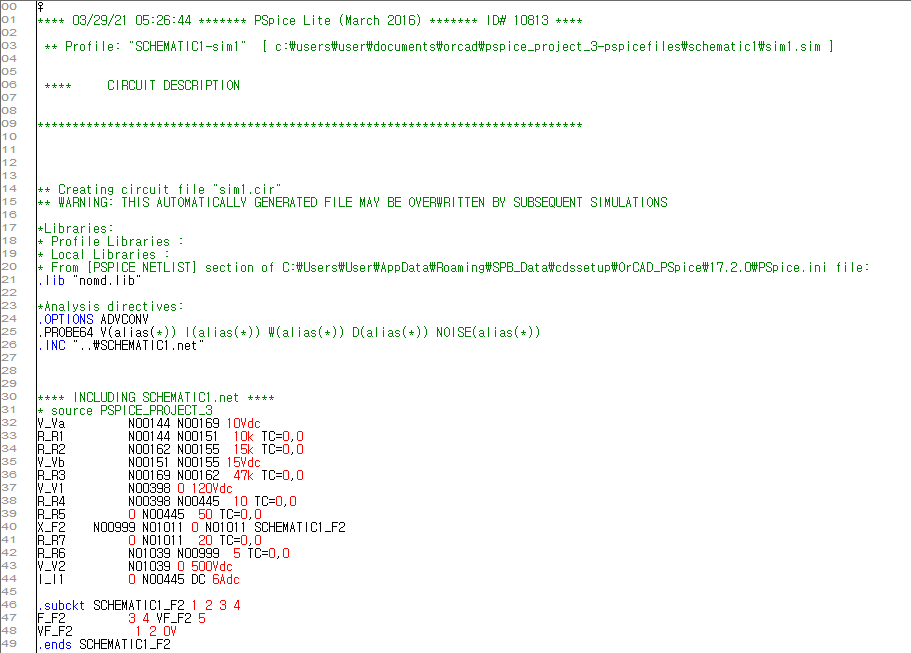 00 ♀
01 **** 03/29/21 05:26:44 ******* PSpice Lite (March 2016) ******* ID# 10813 ****
02
03 ** Profile: "SCHEMATIC1-sim1"  [ c:₩users₩user₩documents₩orcad₩pspice_project_3-pspicefiles₩schematic1₩sim1.sim ]
04
05
06 ****     CIRCUIT DESCRIPTION
07
08
09 ******************************************************************************
10
11
12
13
14 ** Creating circuit file "sim1.cir"
15 ** WARNING: THIS AUTOMATICALLY GENERATED FILE MAY BE OVERWRITTEN BY SUBSEQUENT SIMULATIONS
16
17 *Libraries:
18 * Profile Libraries :
19 * Local Libraries :
20 * From [PSPICE NETLIST] section of C:₩Users₩User₩AppData₩Roaming₩SPB_Data₩cdssetup₩OrCAD_PSpice₩17.2.0₩PSpice.ini file:
21 .lib "nomd.lib"
22
23 *Analysis directives:
24 .OPTIONS ADVCONV
25 .PROBE64 V(alias(*)) I(alias(*)) W(alias(*)) D(alias(*)) NOISE(alias(*))
26 .INC "..₩SCHEMATIC1.net"
27
28
29
30 **** INCLUDING SCHEMATIC1.net ****
31 * source PSPICE_PROJECT_3
32 V_Va         N00144 N00169 10Vdc
33 R_R1         N00144 N00151  10k TC=0,0
34 R_R2         N00162 N00155  15k TC=0,0
35 V_Vb         N00151 N00155 15Vdc
36 R_R3         N00169 N00162  47k TC=0,0
37 V_V1         N00398 0 120Vdc
38 R_R4         N00398 N00445  10 TC=0,0
39 R_R5         0 N00445  50 TC=0,0
40 X_F2    N00999 N01011 0 N01011 SCHEMATIC1_F2
41 R_R7         0 N01011  20 TC=0,0
42 R_R6         N01039 N00999  5 TC=0,0
43 V_V2         N01039 0 500Vdc
44 I_I1         0 N00445 DC 6Adc
45
46 .subckt SCHEMATIC1_F2 1 2 3 4
47 F_F2         3 4 VF_F2 5
48 VF_F2         1 2 0V
49 .ends SCHEMATIC1_F2